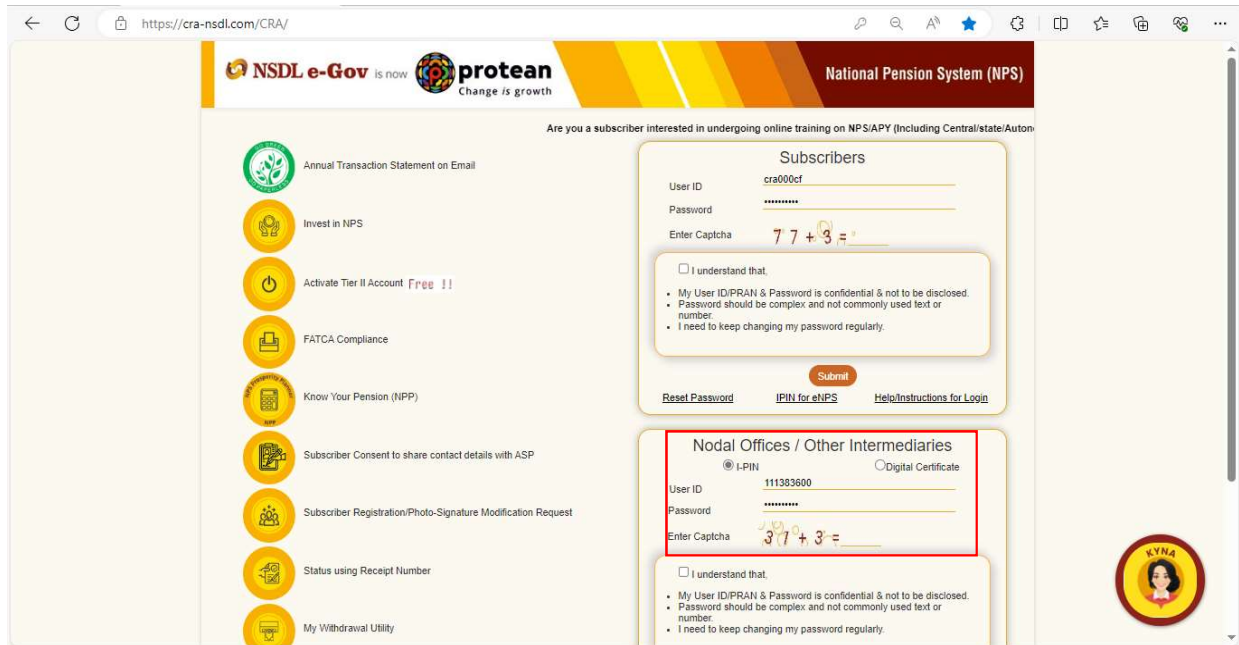 https://cra-nsdl.com/CRA/
NSDL e-Gov is now protean
Change is growth
National Pension System (NPS)
Are you a subscriber interested in undergoing online training on NPS/APY (Including Central/state/Auton
Annual Transaction Statement on Email
Invest in NPS
Activate Tier II Account Free !!
FATCA Compliance
Know Your Pension (NPP)
Subscriber Consent to share contact details with ASP
Subscriber Registration/Photo-Signature Modification Request
Status using Receipt Number
My Withdrawal Utility
Subscribers
User ID cra000cf
Password ••••••••••
Enter Captcha 7 7 + 3 =
I understand that,
• My User ID/PRAN & Password is confidential & not to be disclosed.
• Password should be complex and not commonly used text or
number.
• I need to keep changing my password regularly.
Submit
Reset Password IPIN for eNPS Help/Instructions for Login
Nodal Offices / Other Intermediaries
I-PIN Digital Certificate
User ID 111383600
Password ••••••••••
Enter Captcha 3 7 + 3 =
I understand that,
• My User ID/PRAN & Password is confidential & not to be disclosed.
• Password should be complex and not commonly used text or
number.
• I need to keep changing my password regularly.
KYNA